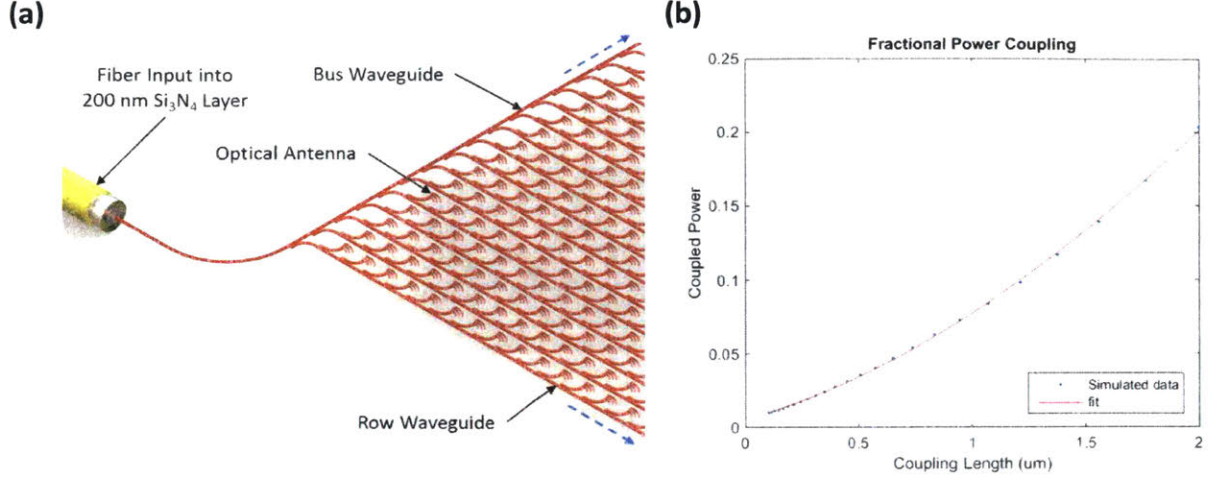 (a)
Fiber Input into
200 nm Si₃N₄ Layer
Bus Waveguide
Optical Antenna
Row Waveguide
(b)
Fractional Power Coupling
Coupled Power
0.25
0.2
0.15
0.1
0.05
0
0
0.5
1
1.5
2
Coupling Length (um)
Simulated data
fit